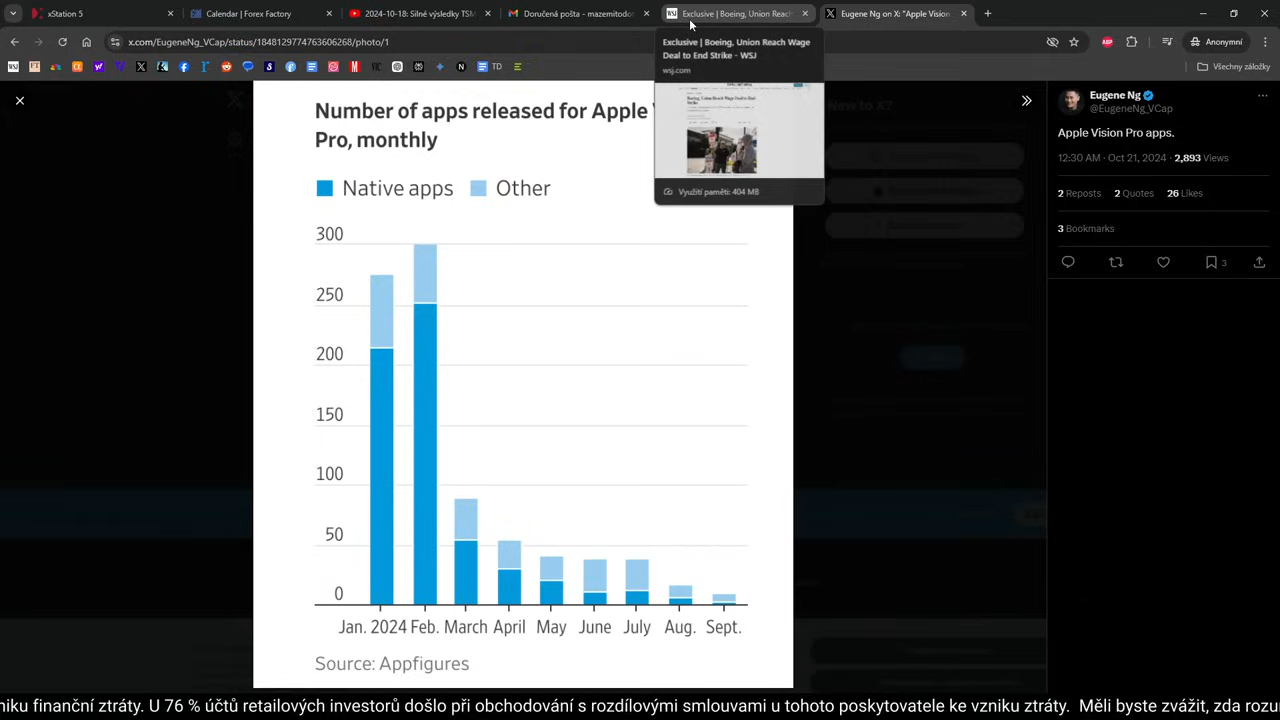 xStation 5
Calendar | Forex Factory
2024-10-18: Silné výsledky TSM
Doručená pošta - mazemitodor
Exclusive | Boeing, Union Reach
Eugene Ng on X: "Apple Vision
x.com/EugeneNg_VCap/status/1848129774763606268/photo/1
Anonymní
TD
Všechny záložky
Exclusive | Boeing, Union Reach Wage
Deal to End Strike - WSJ
wsj.com
Využití paměti: 404 MB
Number of apps released for Apple
Pro, monthly
Native apps
Other
300
250
200
150
100
50
0
Jan. 2024 Feb. March April May June July Aug. Sept.
Source: Appfigures
Eugene Ng
@Eugene
Apple Vision Pro apps.
12:30 AM · Oct 21, 2024 · 2,893 Views
2 Reposts 2 Quotes 26 Likes
3 Bookmarks
3
niku finanční ztráty. U 76 % účtů retailových investorů došlo při obchodování s rozdílovými smlouvami u tohoto poskytovatele ke vzniku ztráty. Měli byste zvážit, zda rozu